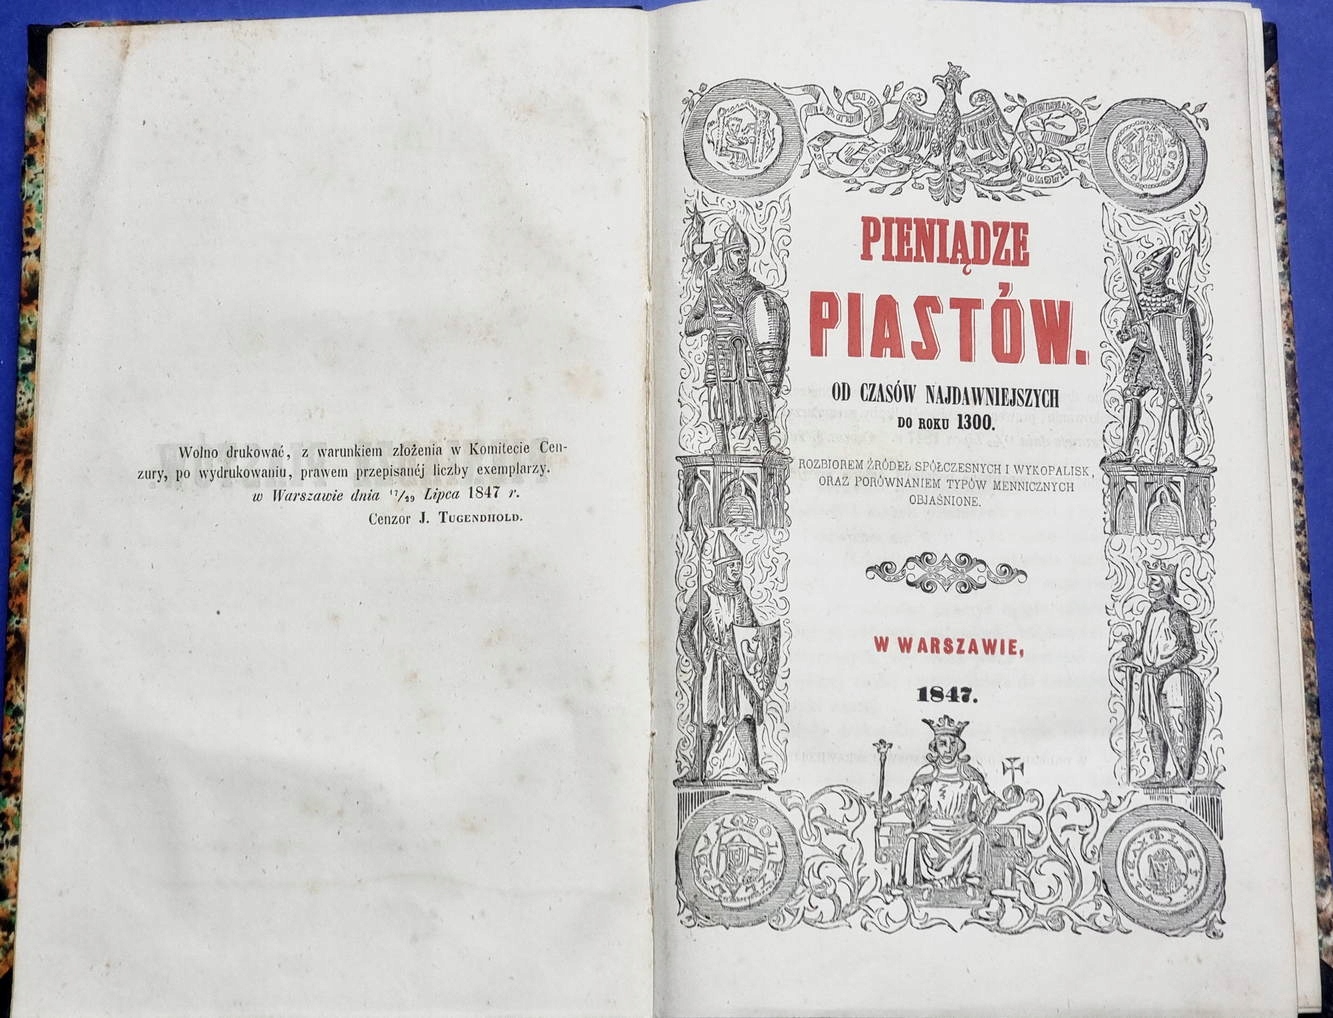 Wolno drukować, z warunkiem złożenia w Komitecie Cen-
zury, po wydrukowaniu, prawem przepisanéj liczby exemplarzy.
w Warszawie dnia 17/29 Lipca 1847 r.
Cenzor J. Tugendhold.
PIENIĄDZE
PIASTÓW.
OD CZASÓW NAJDAWNIEJSZYCH
DO ROKU 1300.
ROZBIOREM ŹRÓDEŁ SPÓŁCZESNYCH I WYKOPALISK,
ORAZ PORÓWNANIEM TYPÓW MENNICZNYCH
OBJAŚNIONE.
W WARSZAWIE,
1847.